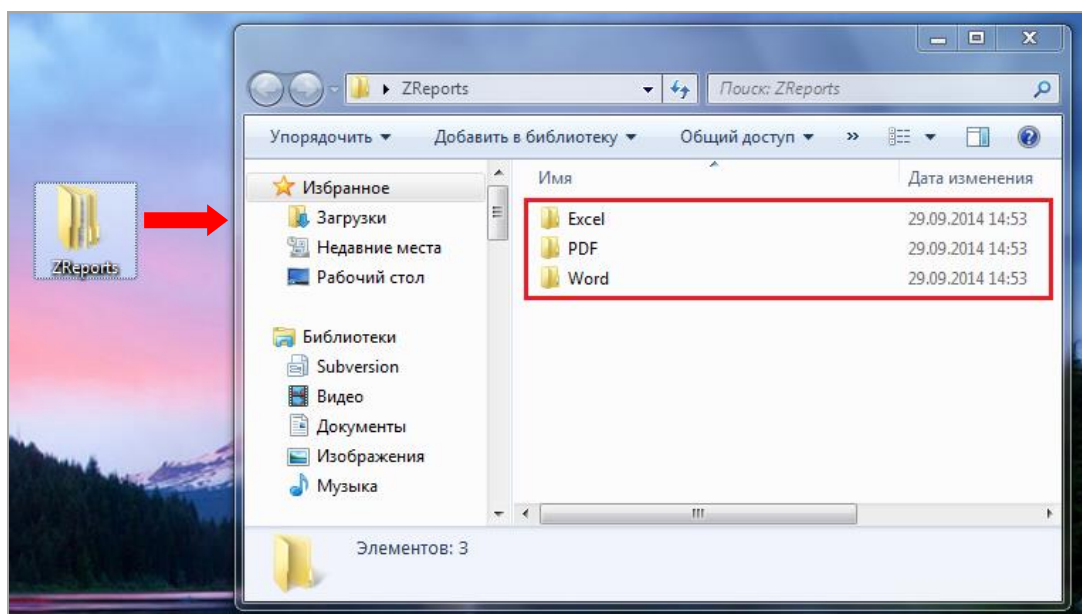 ZReports
ZReports
Поиск: ZReports
Упорядочить
Добавить в библиотеку
Общий доступ
»
Избранное
Загрузки
Недавние места
Рабочий стол
Библиотеки
Subversion
Видео
Документы
Изображения
Музыка
Имя
Дата изменения
Excel
29.09.2014 14:53
PDF
29.09.2014 14:53
Word
29.09.2014 14:53
Элементов: 3